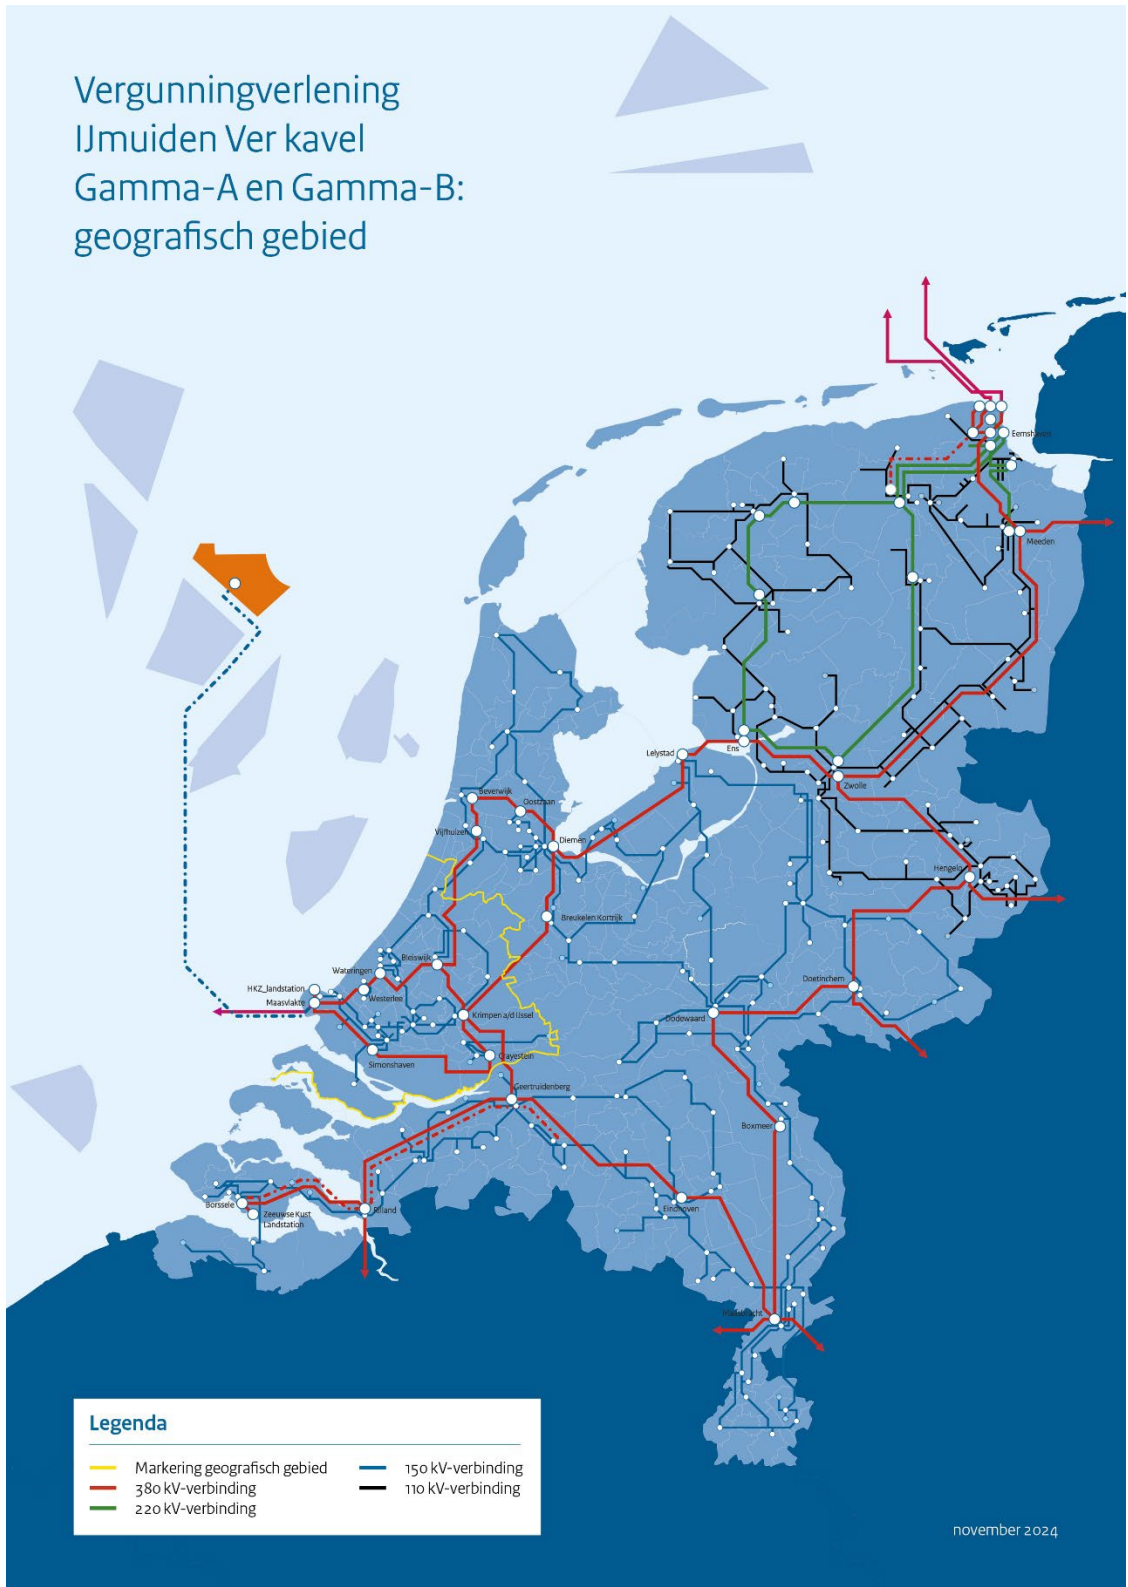 Vergunningverlening
IJmuiden Ver kavel
Gamma-A en Gamma-B:
geografisch gebied
Eemshaven
Meeden
Lelystad
Ens
Zwolle
Beverwijk
Oostzaan
Vijfhuizen
Diemen
Hengelo
Breukelen Kortrijk
Bleiswijk
Wateringen
Doetinchem
HKZ_landstation
Westerlee
Maasvlakte
Krimpen a/d IJssel
Dodewaard
Crayestein
Simonshaven
Geertruidenberg
Boxmeer
Borssele
Zeeuwse Kust
Landstation
Rilland
Eindhoven
Maasbracht
Legenda
Markering geografisch gebied
380 kV-verbinding
220 kV-verbinding
150 kV-verbinding
110 kV-verbinding
november 2024